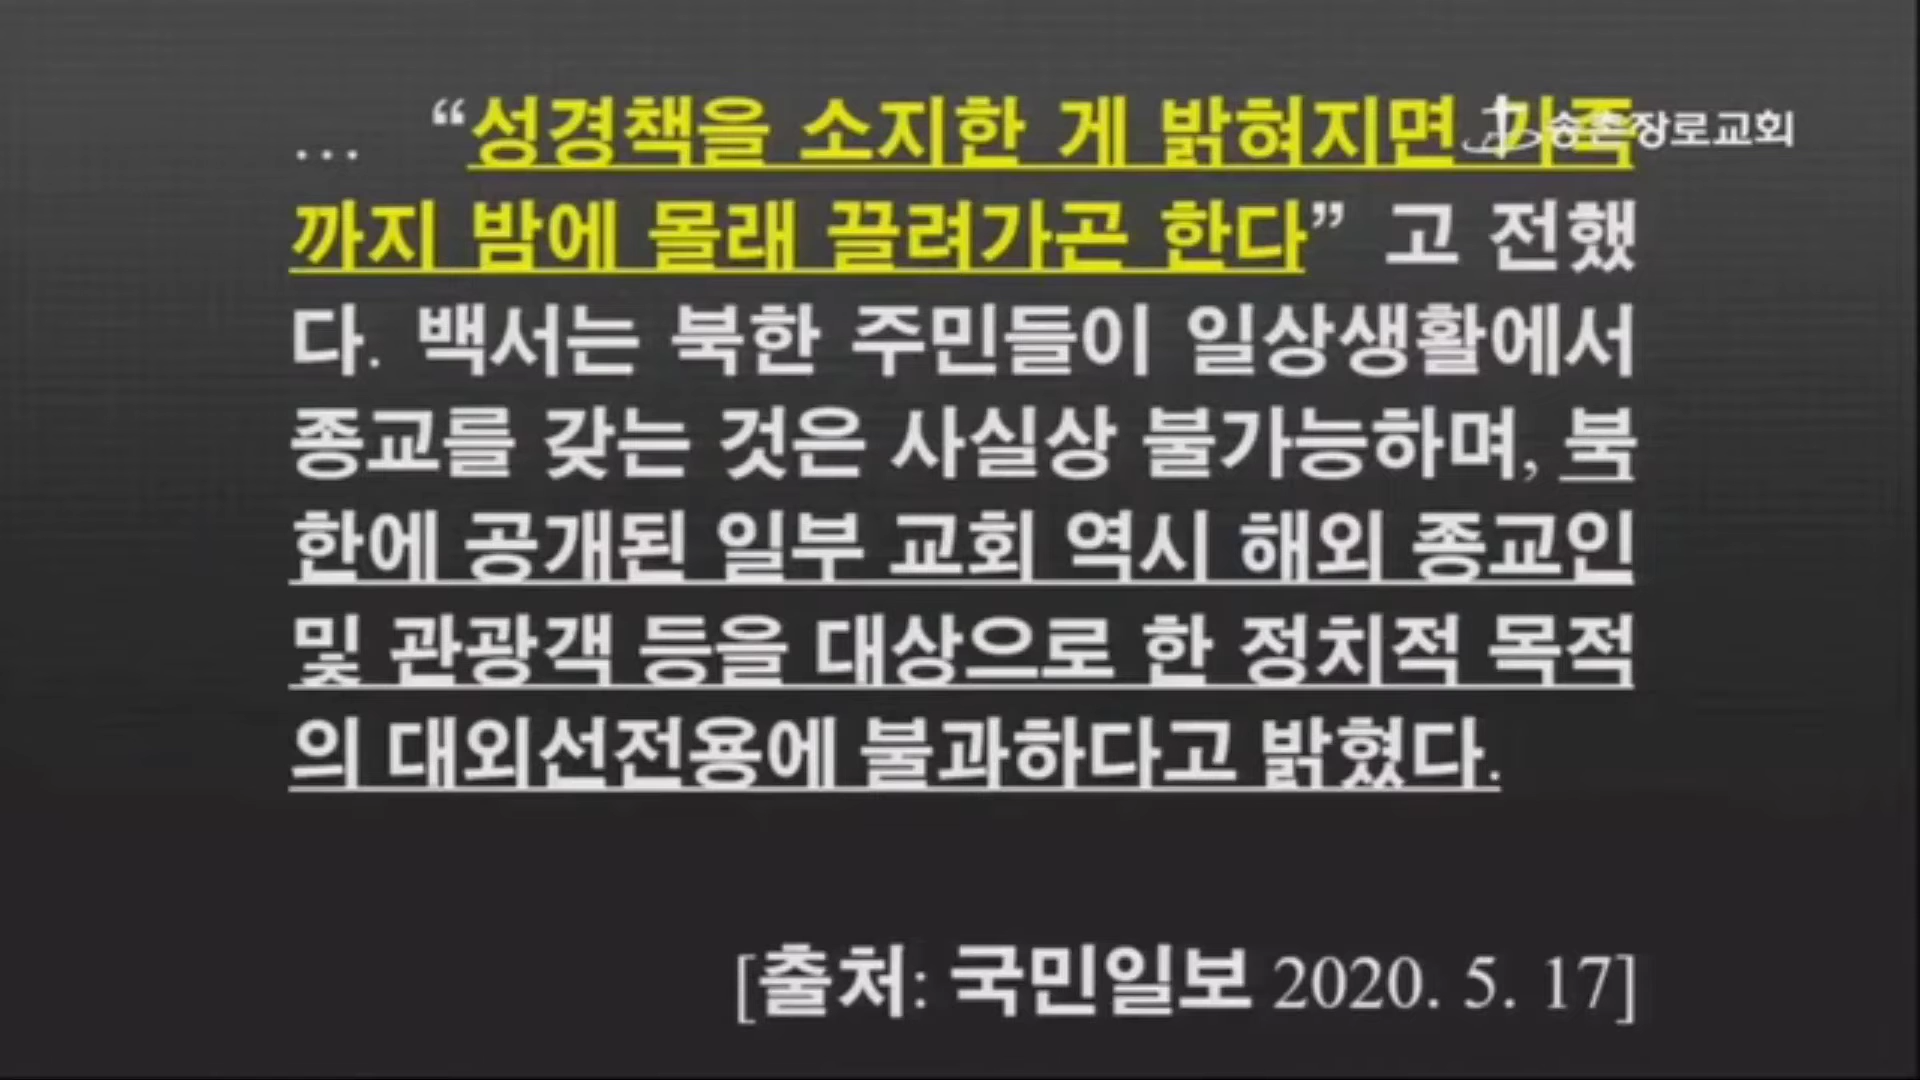 … “성경책을 소지한 게 밝혀지면 가족
송촌장로교회
까지 밤에 몰래 끌려가곤 한다” 고 전했
다. 백서는 북한 주민들이 일상생활에서
종교를 갖는 것은 사실상 불가능하며, 북
한에 공개된 일부 교회 역시 해외 종교인
및 관광객 등을 대상으로 한 정치적 목적
의 대외선전용에 불과하다고 밝혔다.
[출처: 국민일보 2020. 5. 17]